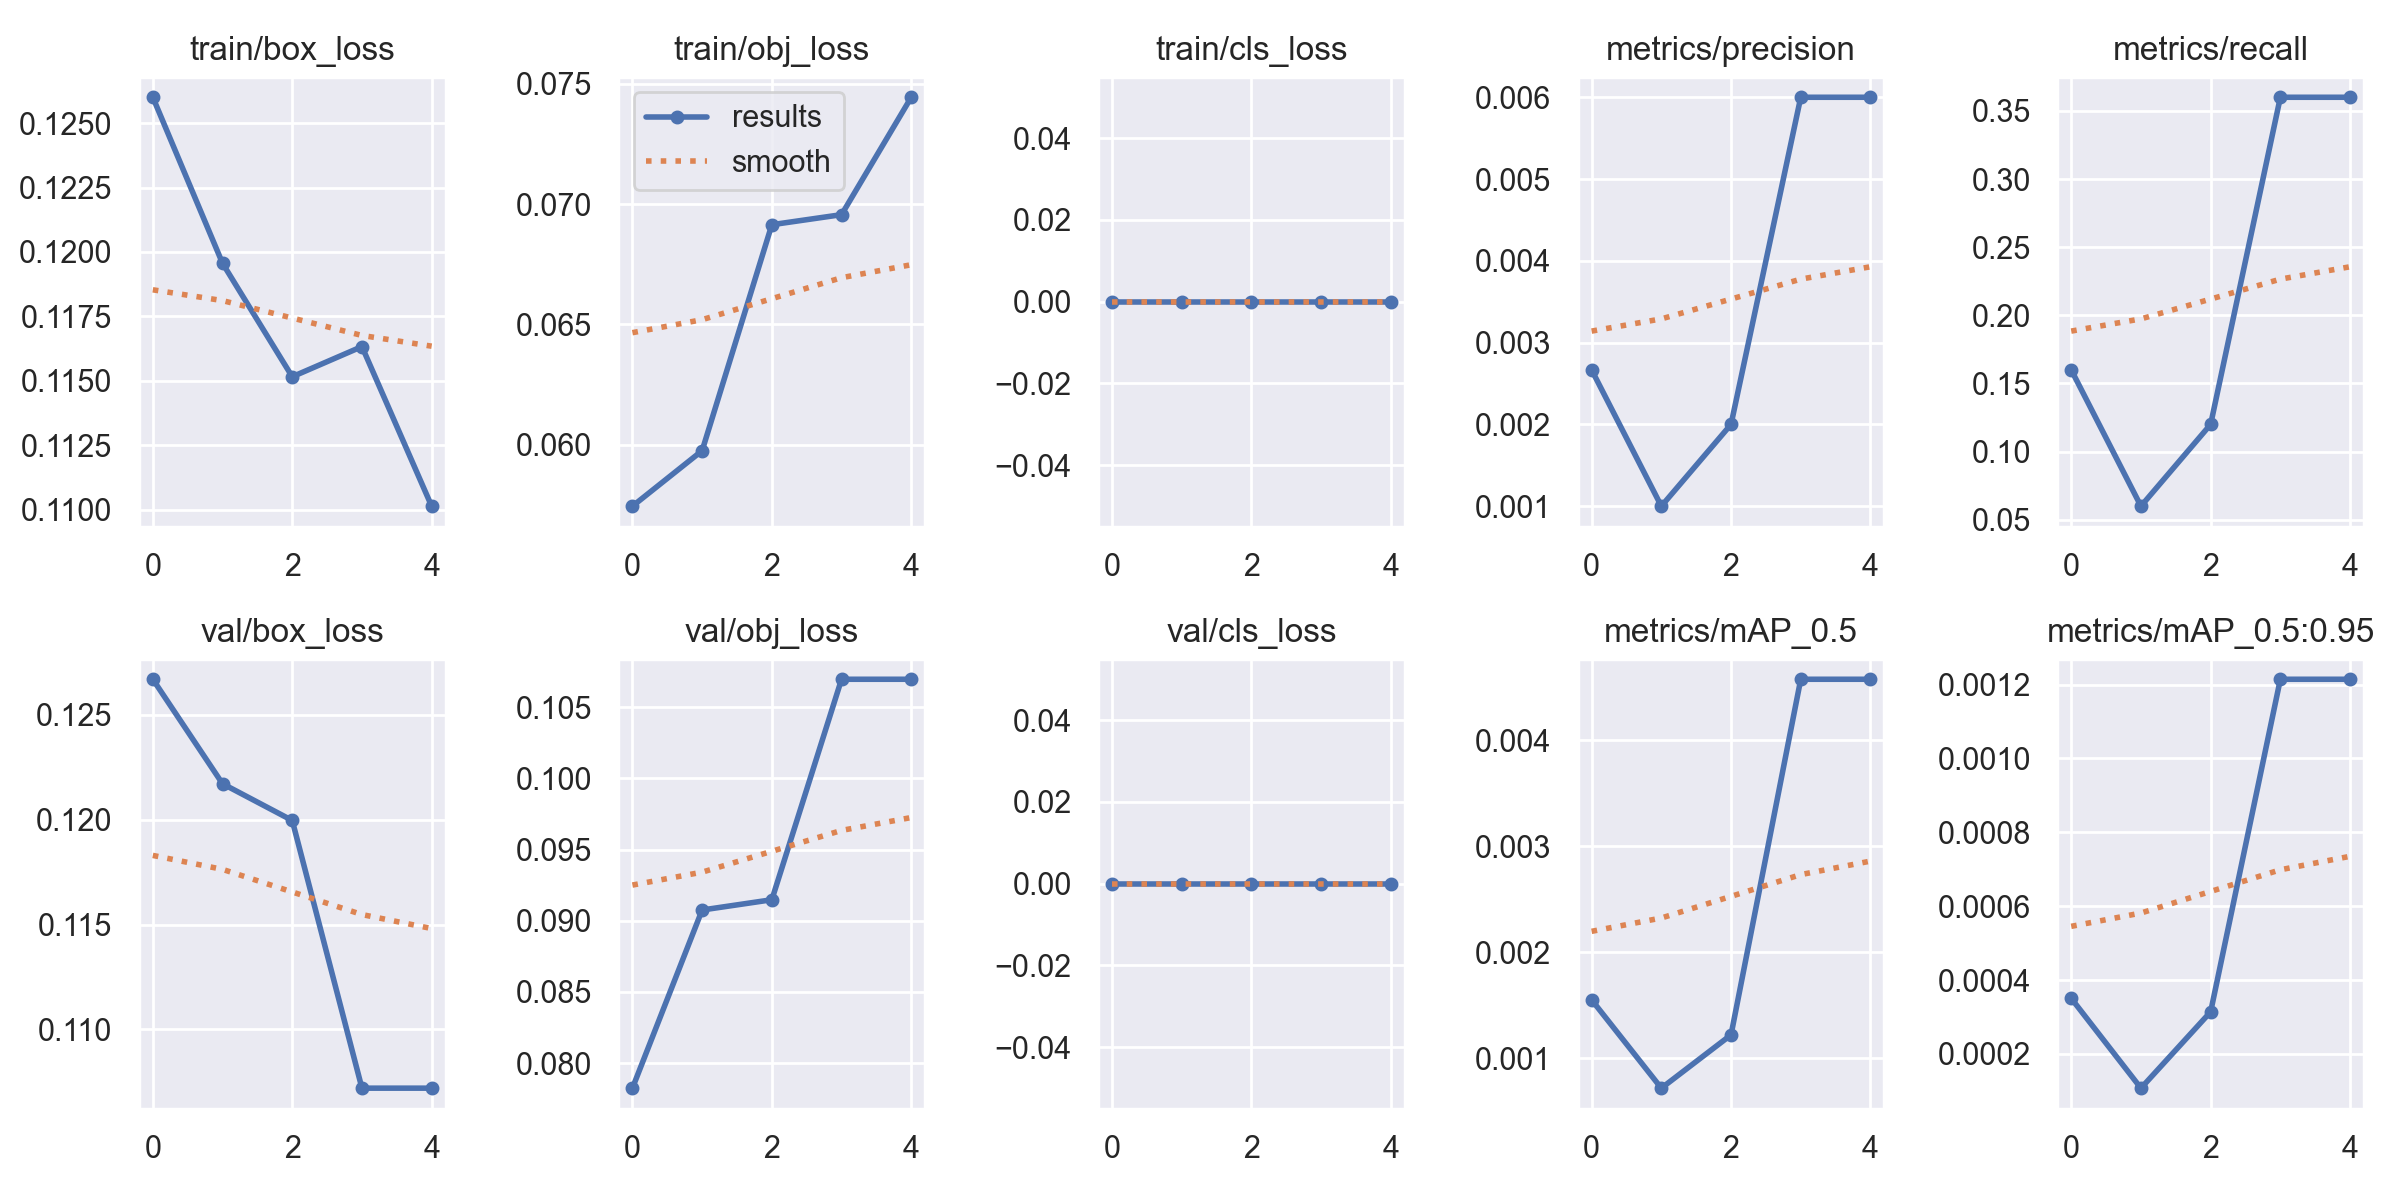 train/box_loss
0.1250
0.1225
0.1200
0.1175
0.1150
0.1125
0.1100
0 2 4
train/obj_loss
results
smooth
0.075
0.070
0.065
0.060
0 2 4
train/cls_loss
0.04
0.02
0.00
−0.02
−0.04
0 2 4
metrics/precision
0.006
0.005
0.004
0.003
0.002
0.001
0 2 4
metrics/recall
0.35
0.30
0.25
0.20
0.15
0.10
0.05
0 2 4
val/box_loss
0.125
0.120
0.115
0.110
0 2 4
val/obj_loss
0.105
0.100
0.095
0.090
0.085
0.080
0 2 4
val/cls_loss
0.04
0.02
0.00
−0.02
−0.04
0 2 4
metrics/mAP_0.5
0.004
0.003
0.002
0.001
0 2 4
metrics/mAP_0.5:0.95
0.0012
0.0010
0.0008
0.0006
0.0004
0.0002
0 2 4